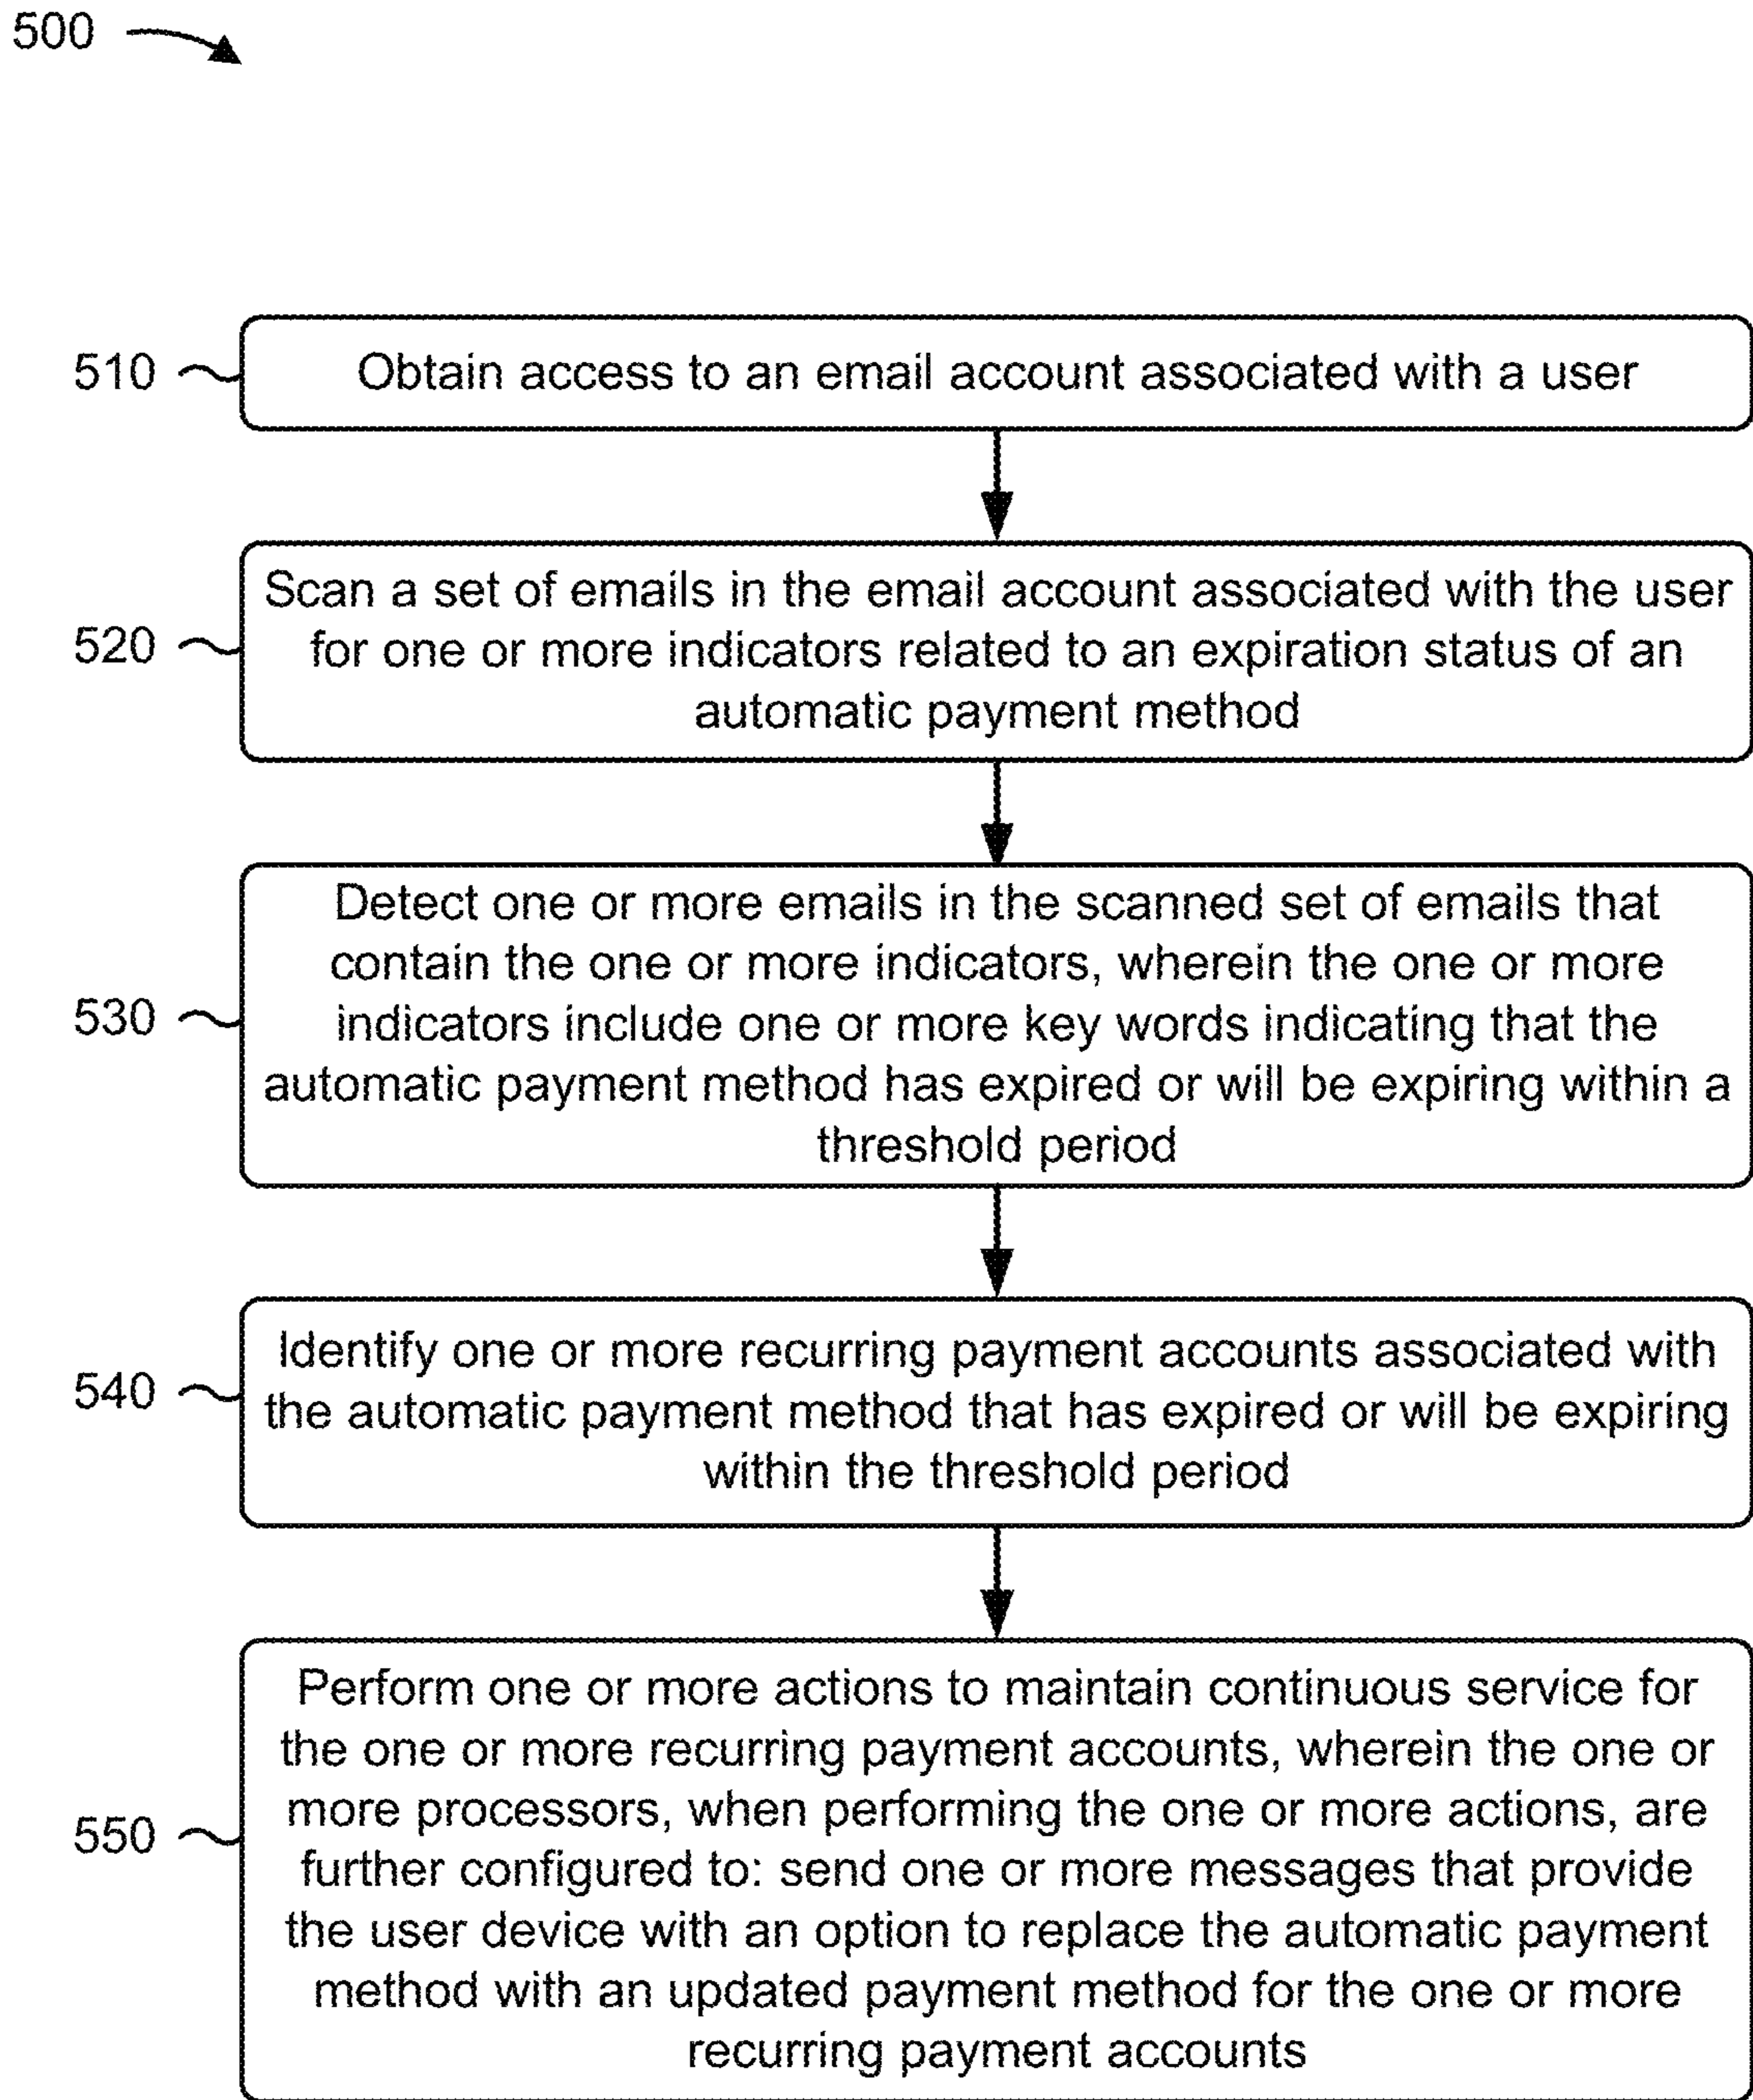 500
510
Obtain access to an email account associated with a user
520
Scan a set of emails in the email account associated with the user
for one or more indicators related to an expiration status of an
automatic payment method
530
Detect one or more emails in the scanned set of emails that
contain the one or more indicators, wherein the one or more
indicators include one or more key words indicating that the
automatic payment method has expired or will be expiring within a
threshold period
540
Identify one or more recurring payment accounts associated with
the automatic payment method that has expired or will be expiring
within the threshold period
550
Perform one or more actions to maintain continuous service for
the one or more recurring payment accounts, wherein the one or
more processors, when performing the one or more actions, are
further configured to: send one or more messages that provide
the user device with an option to replace the automatic payment
method with an updated payment method for the one or more
recurring payment accounts